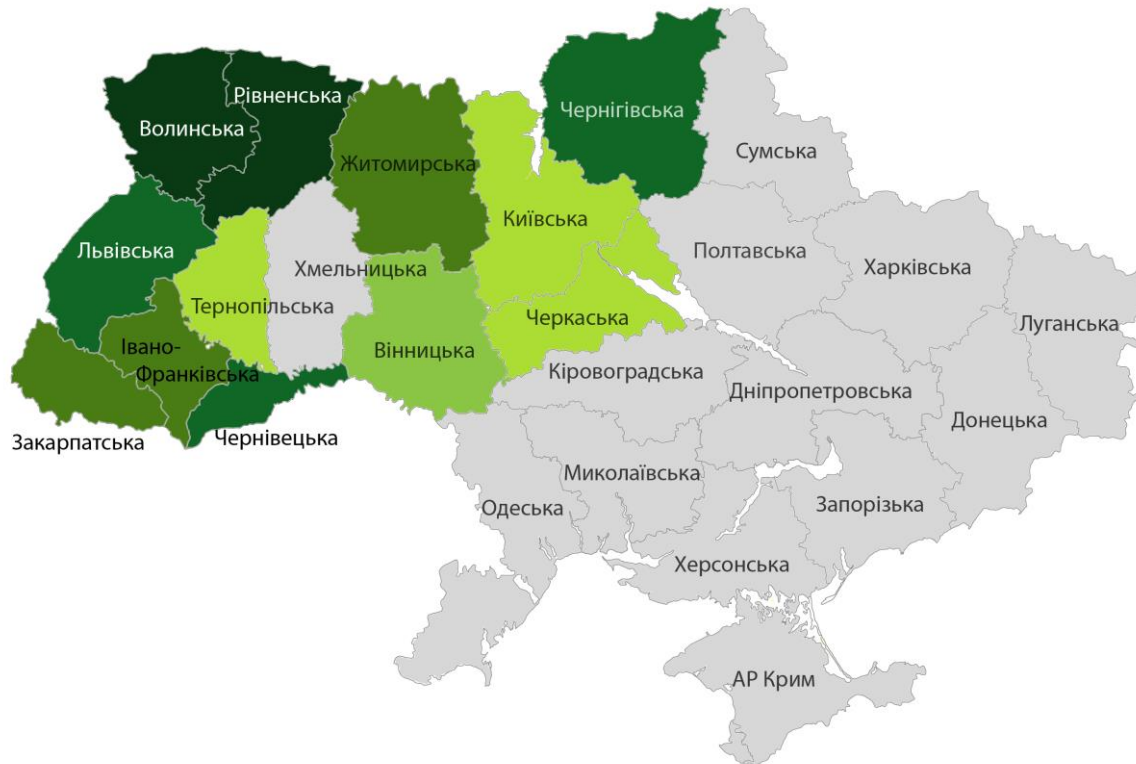 Рівненська
Волинська
Чернігівська
Сумська
Житомирська
Київська
Львівська
Полтавська
Хмельницька
Харківська
Тернопільська
Черкаська
Луганська
Івано-
Франківська
Вінницька
Кіровоградська
Дніпропетровська
Донецька
Закарпатська
Чернівецька
Миколаївська
Одеська
Запорізька
Херсонська
АР Крим